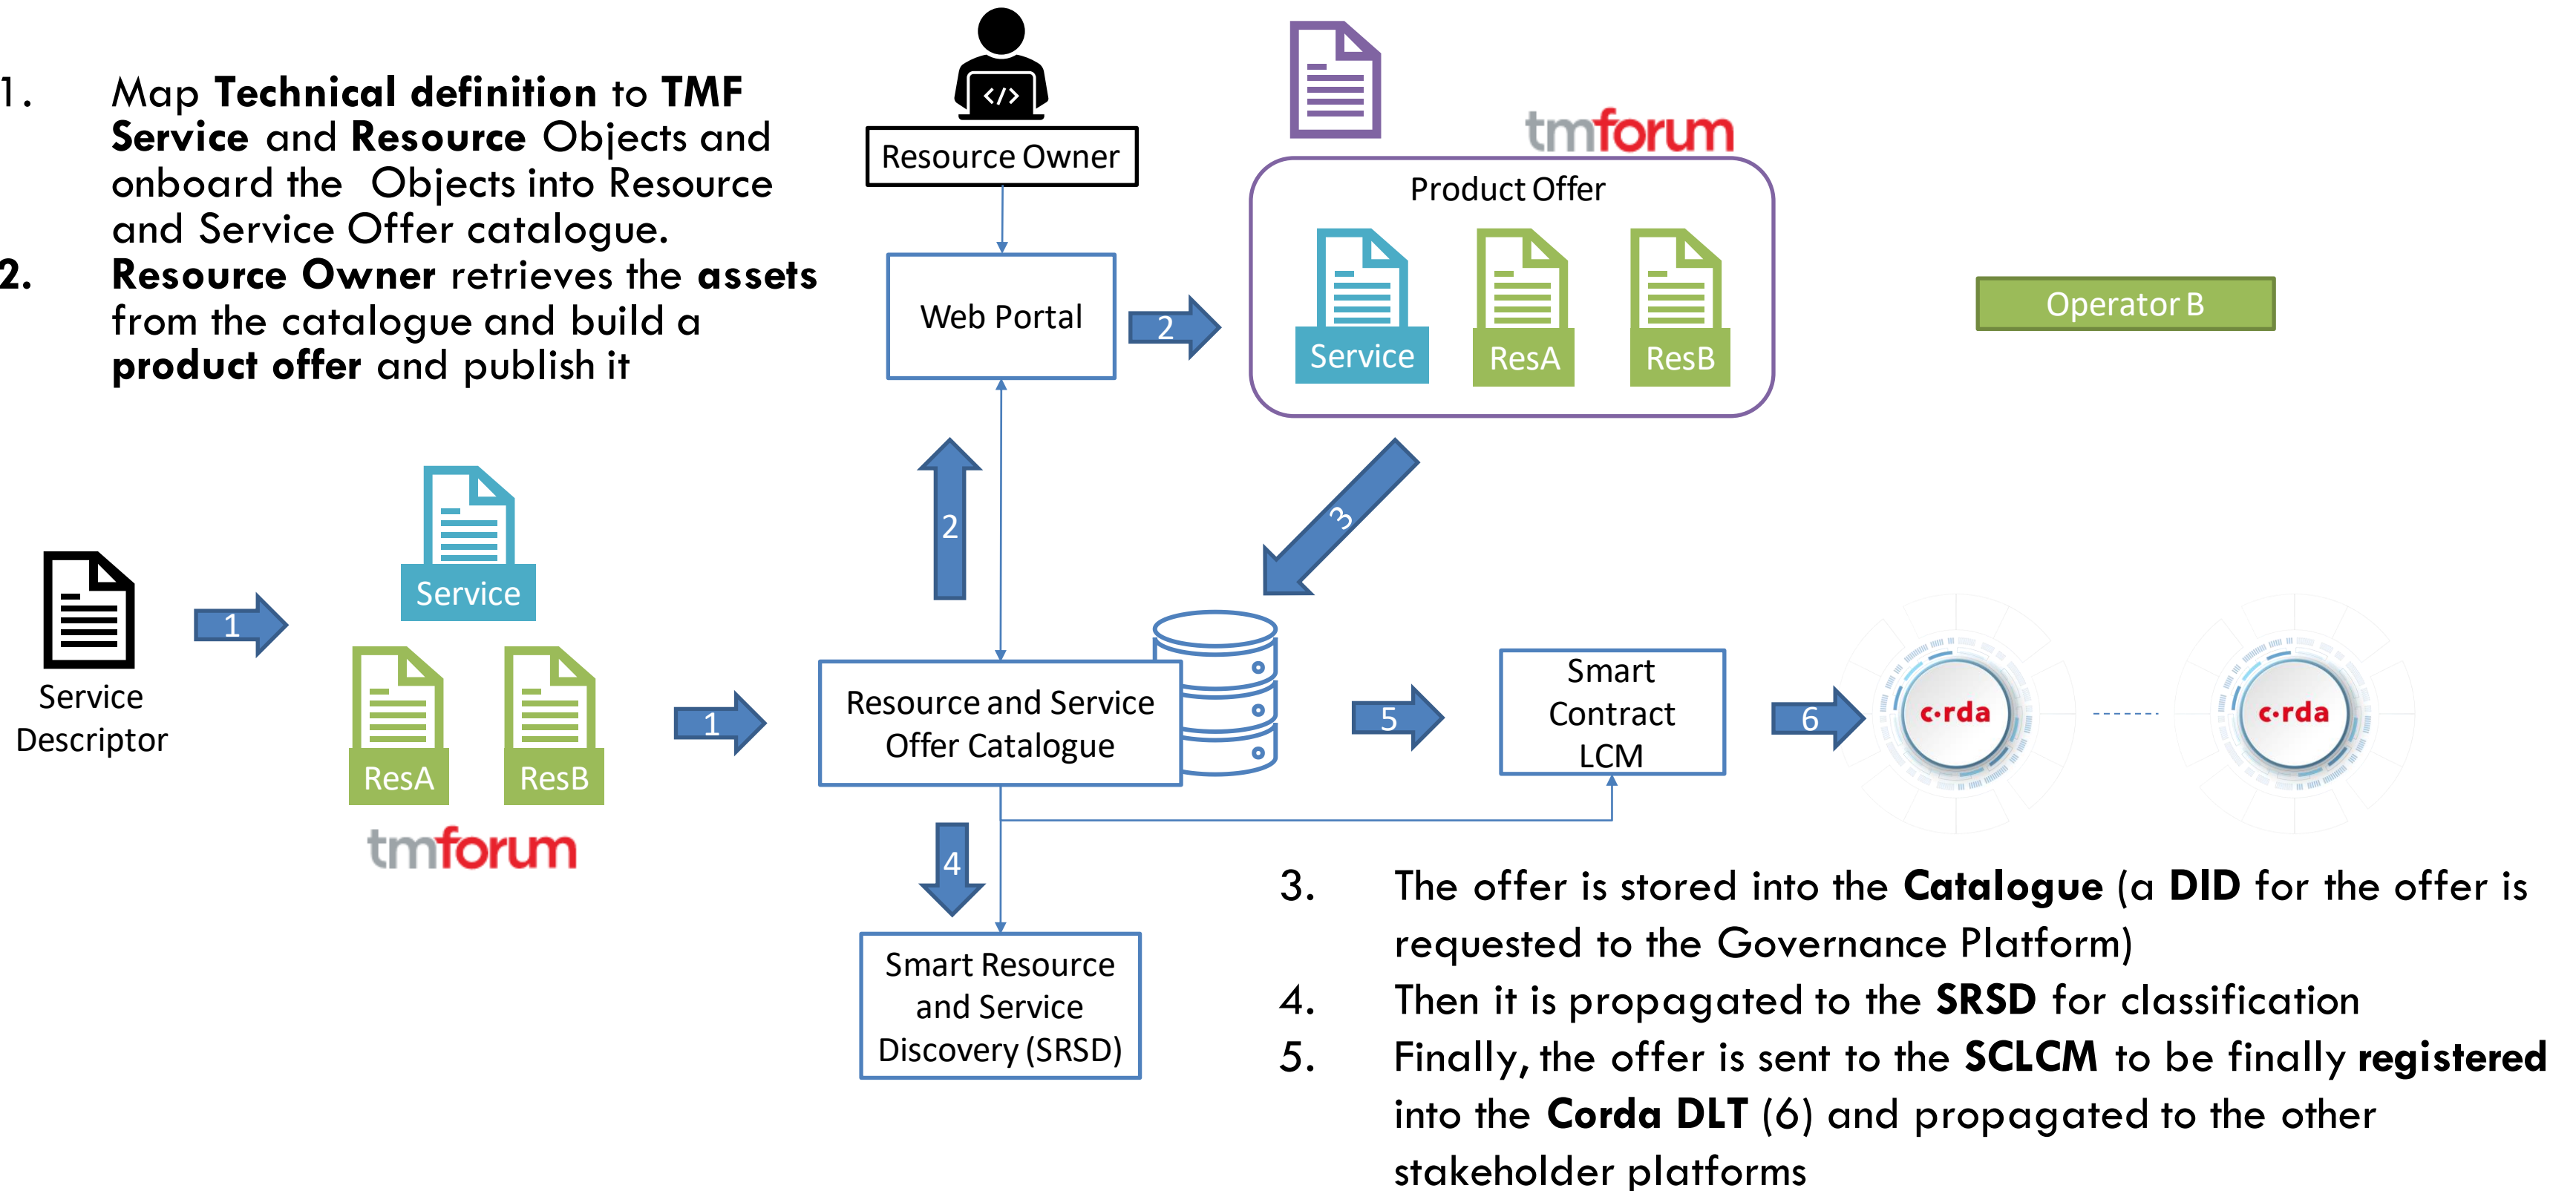 1. Map Technical definition to TMF
Service and Resource Objects and
onboard the Objects into Resource
and Service Offer catalogue.
2. Resource Owner retrieves the assets
from the catalogue and build a
product offer and publish it
</>
Resource Owner
Web Portal
2
tmforum
Product Offer
Service
ResA
ResB
Operator B
2
3
Service
Descriptor
1
Service
ResA
ResB
tmforum
1
Resource and Service
Offer Catalogue
5
Smart
Contract
LCM
6
c·rda
c·rda
4
Smart Resource
and Service
Discovery (SRSD)
3. The offer is stored into the Catalogue (a DID for the offer is
requested to the Governance Platform)
4. Then it is propagated to the SRSD for classification
5. Finally, the offer is sent to the SCLCM to be finally registered
into the Corda DLT (6) and propagated to the other
stakeholder platforms